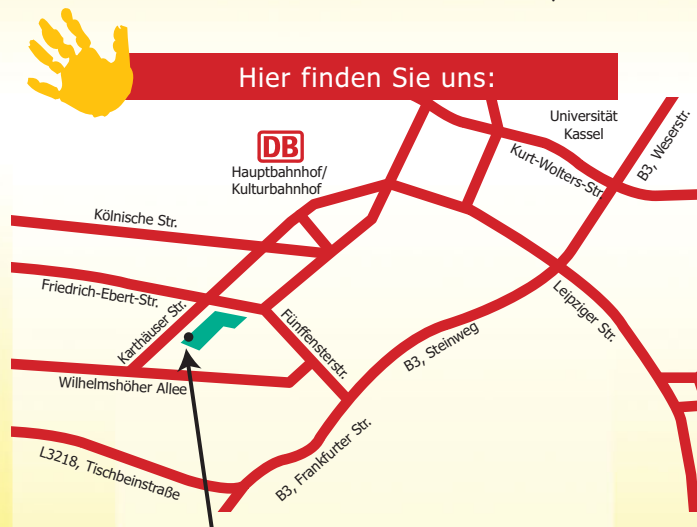 Hier finden Sie uns:
Universität
Kassel
DB
Hauptbahnhof/
Kulturbahnhof
Kurt-Wolters-Str.
B3, Weserstr.
Kölnische Str.
Friedrich-Ebert-Str.
Karthäuser Str.
Fünffensterstr.
Leipziger Str.
B3, Steinweg
Wilhelmshöher Allee
B3, Frankfurter Str.
L3218, Tischbeinstraße